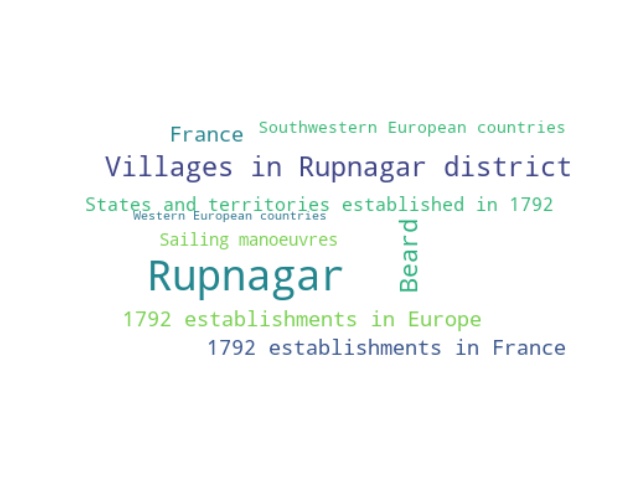 Southwestern European countries
France
Villages in Rupnagar district
States and territories established in 1792
Western European countries
Sailing manoeuvres
Beard
Rupnagar
1792 establishments in Europe
1792 establishments in France